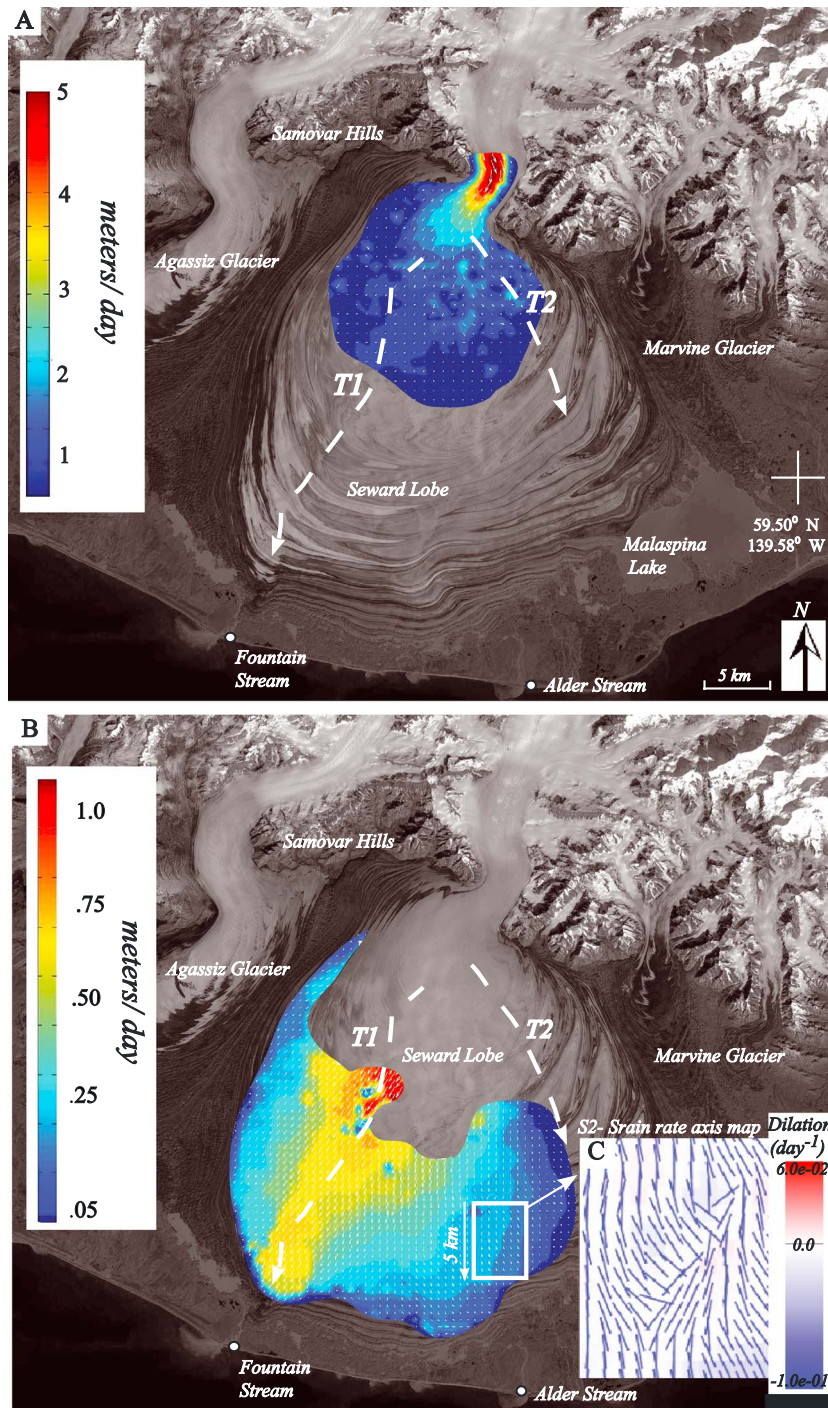 A
5
4
3
2
1
meters/ day
Samovar Hills
Agassiz Glacier
T1
T2
Marvine Glacier
Seward Lobe
59.50⁰ N
139.58⁰ W
Malaspina
Lake
N
Fountain
Stream
5 km
Alder Stream
B
1.0
.75
.50
.25
.05
meters/ day
Samovar Hills
Agassiz Glacier
T1
T2
Seward Lobe
Marvine Glacier
S2- Srain rate axis map
Dilation
(day⁻¹)
C
6.0e-02
0.0
-1.0e-01
5 km
Fountain
Stream
Alder Stream